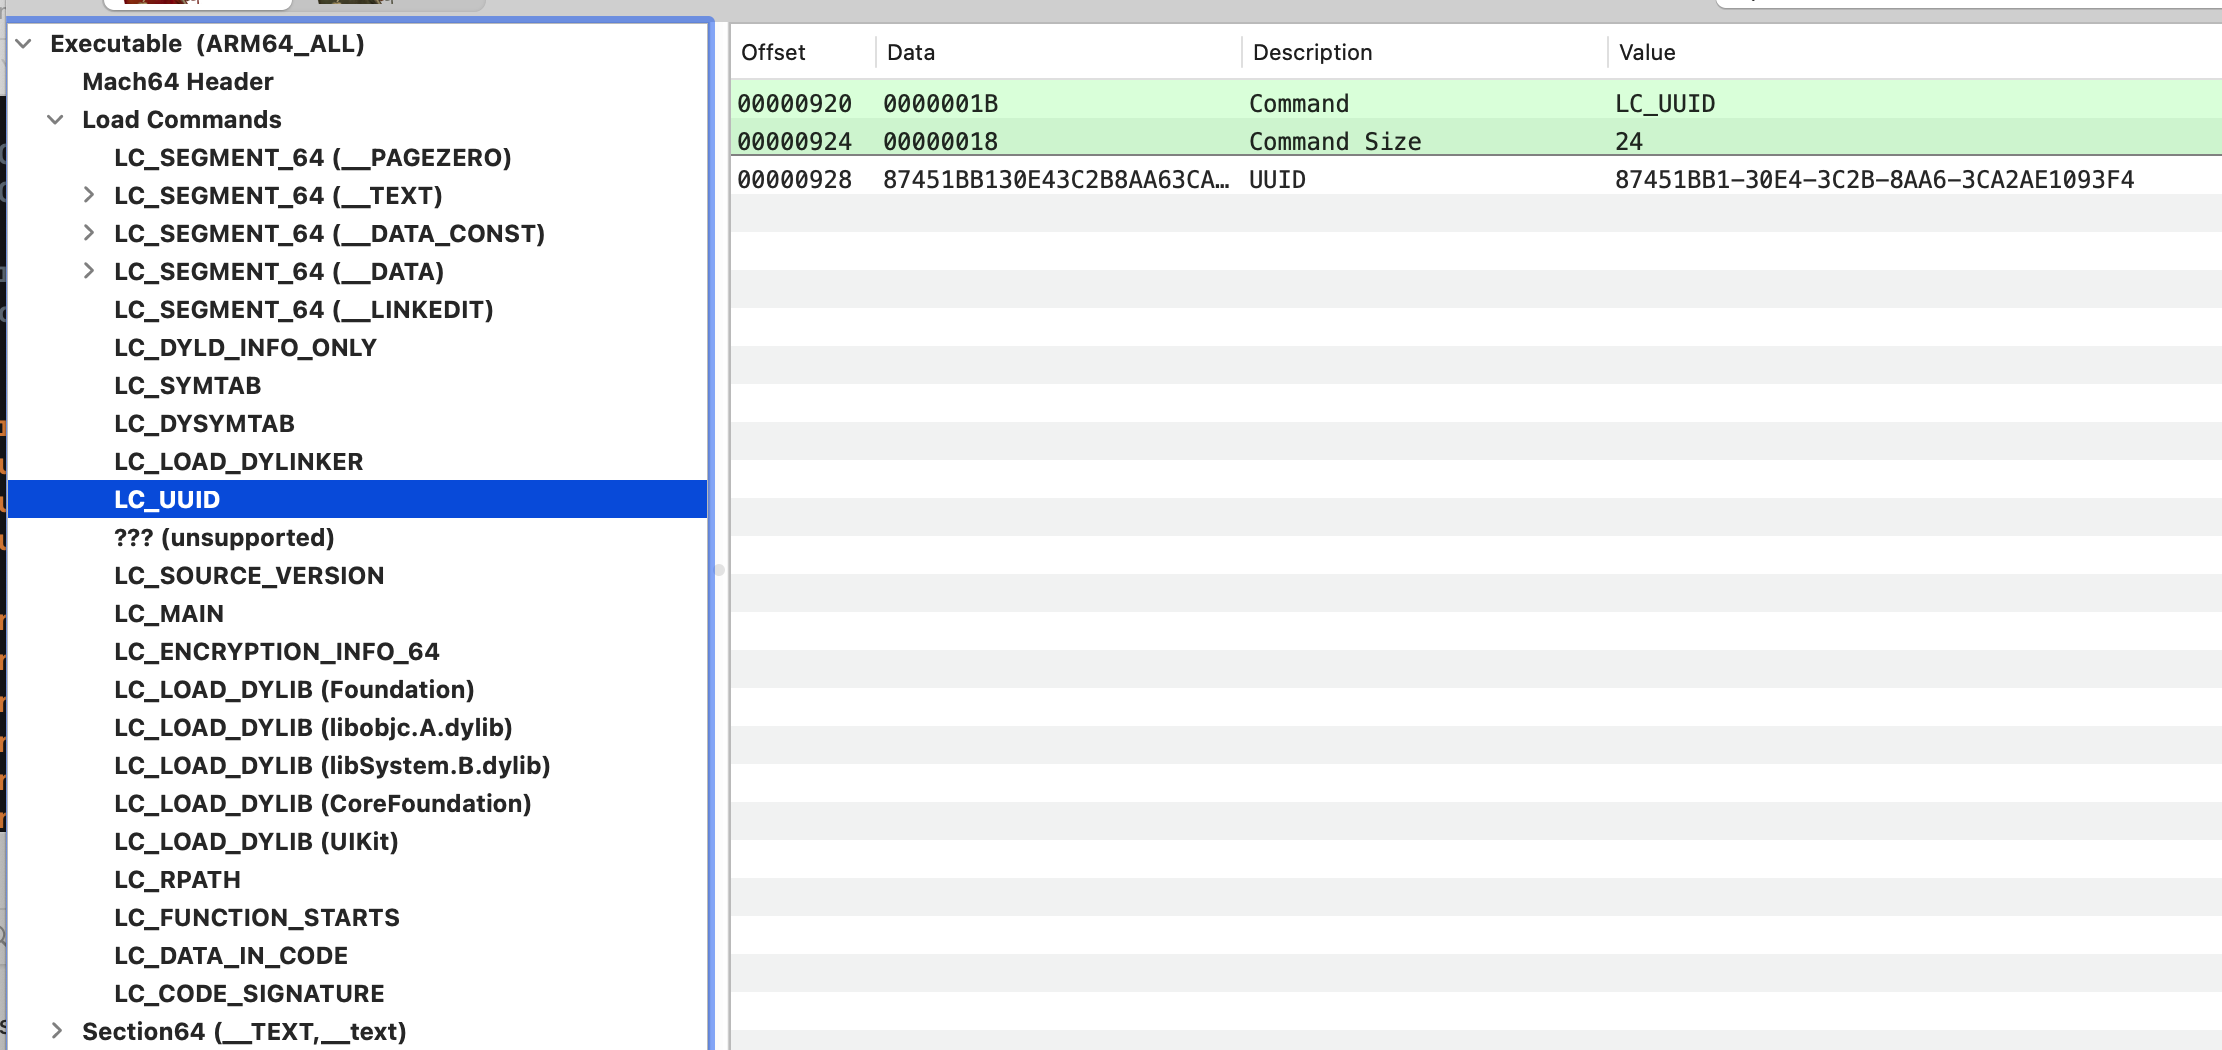 Executable (ARM64_ALL)
Mach64 Header
Load Commands
LC_SEGMENT_64 (__PAGEZERO)
LC_SEGMENT_64 (__TEXT)
LC_SEGMENT_64 (__DATA_CONST)
LC_SEGMENT_64 (__DATA)
LC_SEGMENT_64 (__LINKEDIT)
LC_DYLD_INFO_ONLY
LC_SYMTAB
LC_DYSYMTAB
LC_LOAD_DYLINKER
LC_UUID
??? (unsupported)
LC_SOURCE_VERSION
LC_MAIN
LC_ENCRYPTION_INFO_64
LC_LOAD_DYLIB (Foundation)
LC_LOAD_DYLIB (libobjc.A.dylib)
LC_LOAD_DYLIB (libSystem.B.dylib)
LC_LOAD_DYLIB (CoreFoundation)
LC_LOAD_DYLIB (UIKit)
LC_RPATH
LC_FUNCTION_STARTS
LC_DATA_IN_CODE
LC_CODE_SIGNATURE
Section64 (__TEXT,__text)
Offset Data Description Value
00000920 0000001B Command LC_UUID
00000924 00000018 Command Size 24
00000928 87451BB130E43C2B8AA63CA… UUID 87451BB1-30E4-3C2B-8AA6-3CA2AE1093F4